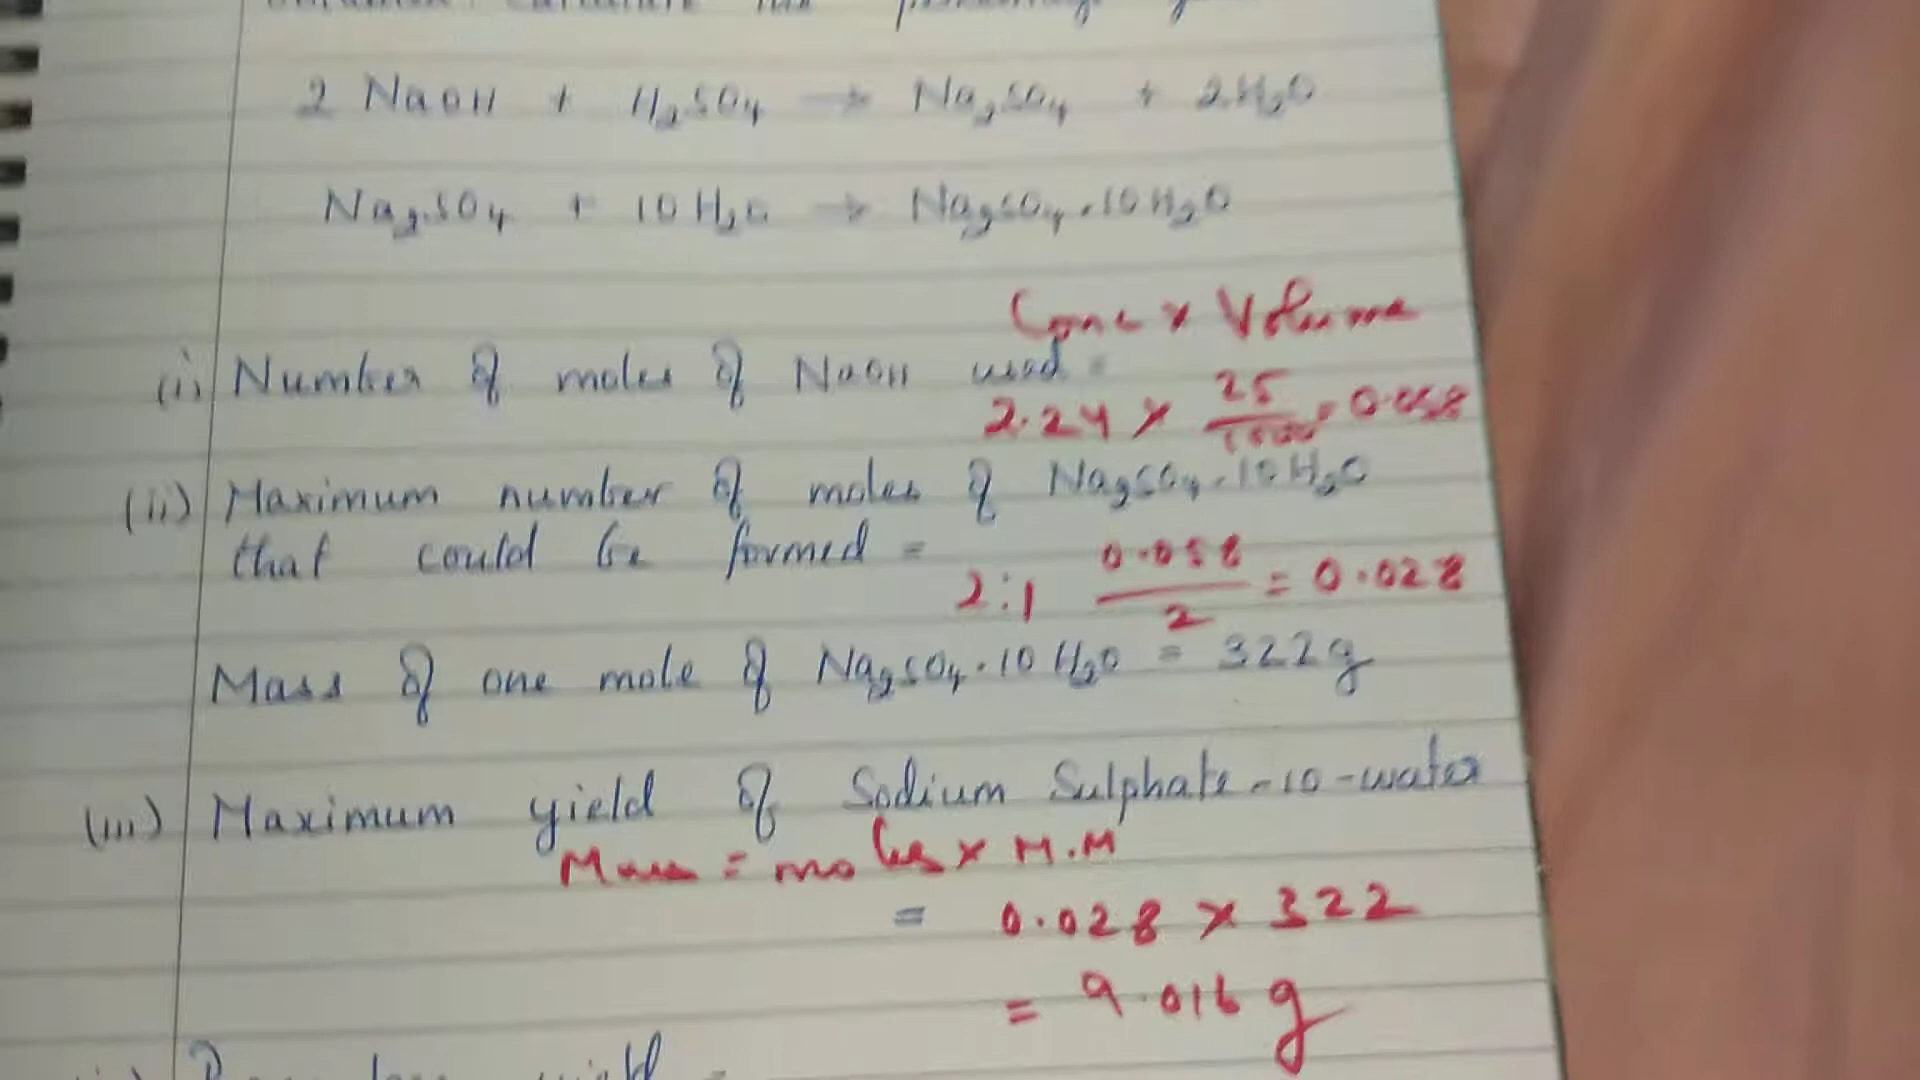 2 NaOH + H₂SO₄ → Na₂SO₄ + 2H₂O
Na₂SO₄ + 10H₂O → Na₂SO₄.10H₂O
Conc x Volume
(i) Number of moles of NaOH used =
2.24 x 25/1000 = 0.058
(ii) Maximum number of moles of Na₂SO₄.10H₂O
that could be formed =
2:1 0.058/2 = 0.028
Mass of one mole of Na₂SO₄.10H₂O = 322g
(iii) Maximum yield of Sodium Sulphate-10-water
Mass = moles x M.M
= 0.028 x 322
= 9.016 g
yield =